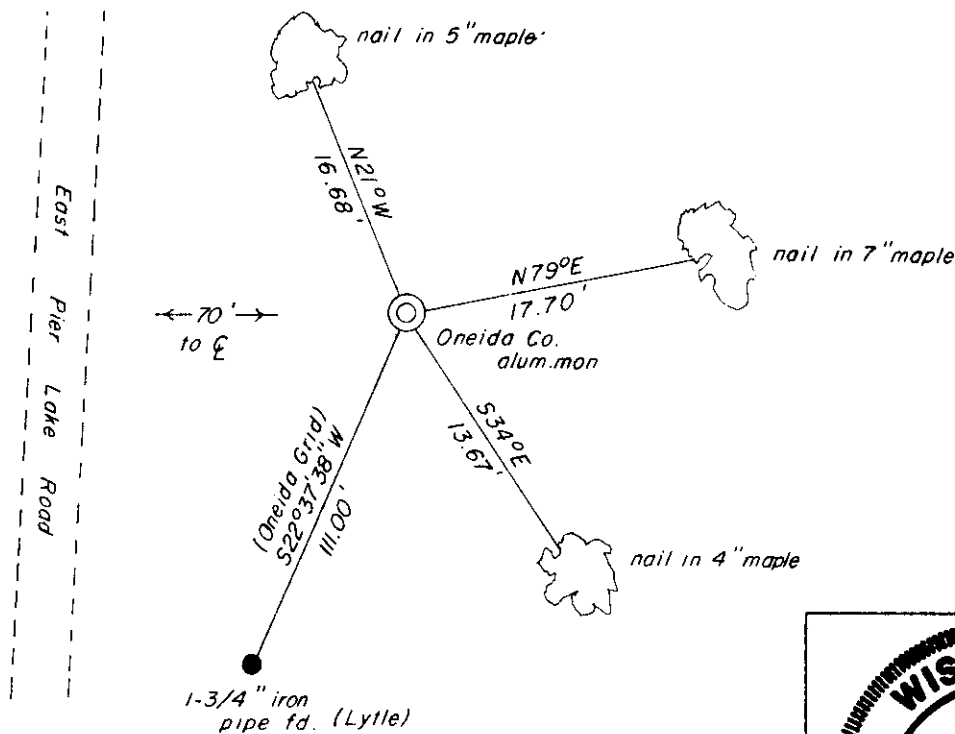 nail in 5" maple
N21°W
16.68'
East Pier Lake Road
nail in 7" maple
N79°E
17.70'
←70'→
to ℄
Oneida Co.
alum.mon
S34°E
13.67'
(Oneida Grid)
S22°37'38"W
111.00'
nail in 4" maple
1-3/4" iron
pipe fd. (Lytle)
WIS